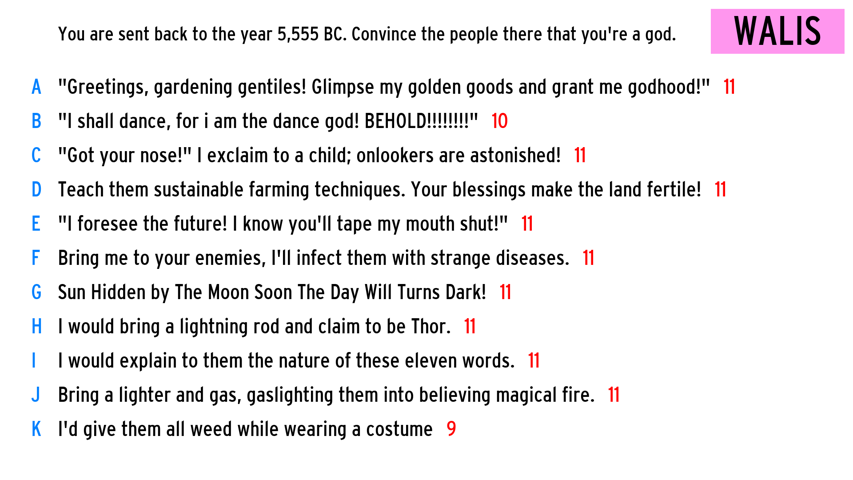 You are sent back to the year 5,555 BC. Convince the people there that you're a god.
WALIS
A "Greetings, gardening gentiles! Glimpse my golden goods and grant me godhood!" 11
B "I shall dance, for i am the dance god! BEHOLD!!!!!!!!" 10
C "Got your nose!" I exclaim to a child; onlookers are astonished! 11
D Teach them sustainable farming techniques. Your blessings make the land fertile! 11
E "I foresee the future! I know you'll tape my mouth shut!" 11
F Bring me to your enemies, I'll infect them with strange diseases. 11
G Sun Hidden by The Moon Soon The Day Will Turns Dark! 11
H I would bring a lightning rod and claim to be Thor. 11
I I would explain to them the nature of these eleven words. 11
J Bring a lighter and gas, gaslighting them into believing magical fire. 11
K I'd give them all weed while wearing a costume 9